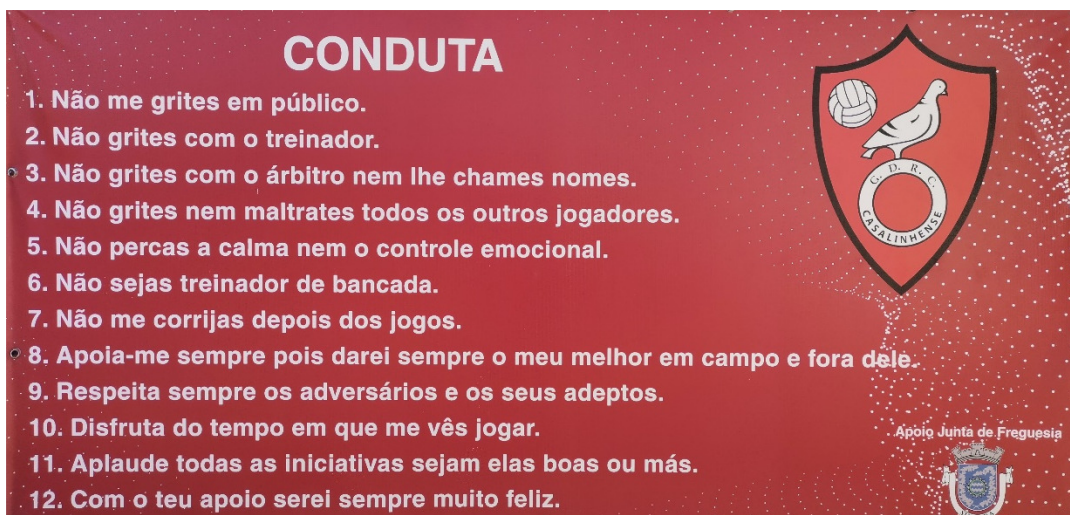 CONDUTA
1. Não me grites em público.
2. Não grites com o treinador.
3. Não grites com o árbitro nem lhe chames nomes.
4. Não grites nem maltrates todos os outros jogadores.
5. Não percas a calma nem o controle emocional.
6. Não sejas treinador de bancada.
7. Não me corrijas depois dos jogos.
8. Apoia-me sempre pois darei sempre o meu melhor em campo e fora dele.
9. Respeita sempre os adversários e os seus adeptos.
10. Disfruta do tempo em que me vês jogar.
11. Aplaude todas as iniciativas sejam elas boas ou más.
12. Com o teu apoio serei sempre muito feliz.
G. D. R. C.
CASALINHENSE
Apoio Junta de Freguesia